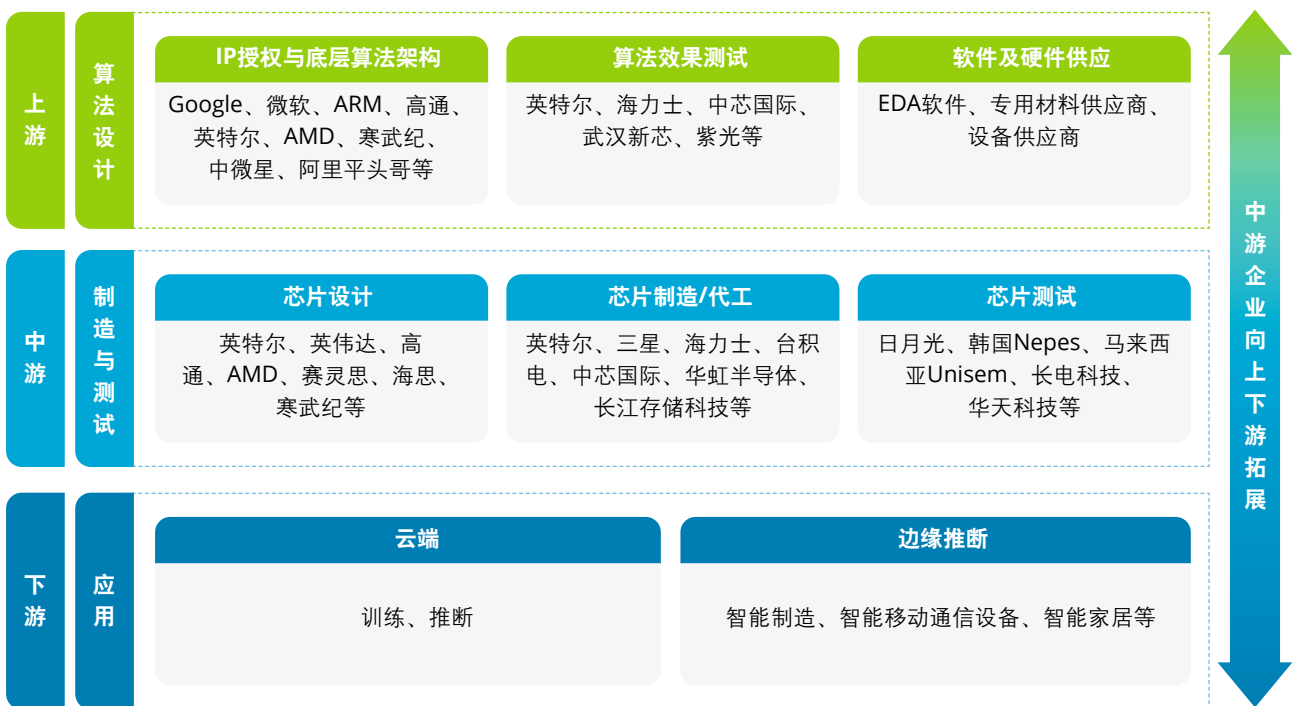 上游
算法设计
IP授权与底层算法架构
Google、微软、ARM、高通、
英特尔、AMD、寒武纪、
中微星、阿里平头哥等
算法效果测试
英特尔、海力士、中芯国际、
武汉新芯、紫光等
软件及硬件供应
EDA软件、专用材料供应商、
设备供应商
中游
制造与测试
芯片设计
英特尔、英伟达、高
通、AMD、赛灵思、海思、
寒武纪等
芯片制造/代工
英特尔、三星、海力士、台积
电、中芯国际、华虹半导体、
长江存储科技等
芯片测试
日月光、韩国Nepes、马来西
亚Unisem、长电科技、
华天科技等
下游
应用
云端
训练、推断
边缘推断
智能制造、智能移动通信设备、智能家居等
中游企业向上下游拓展